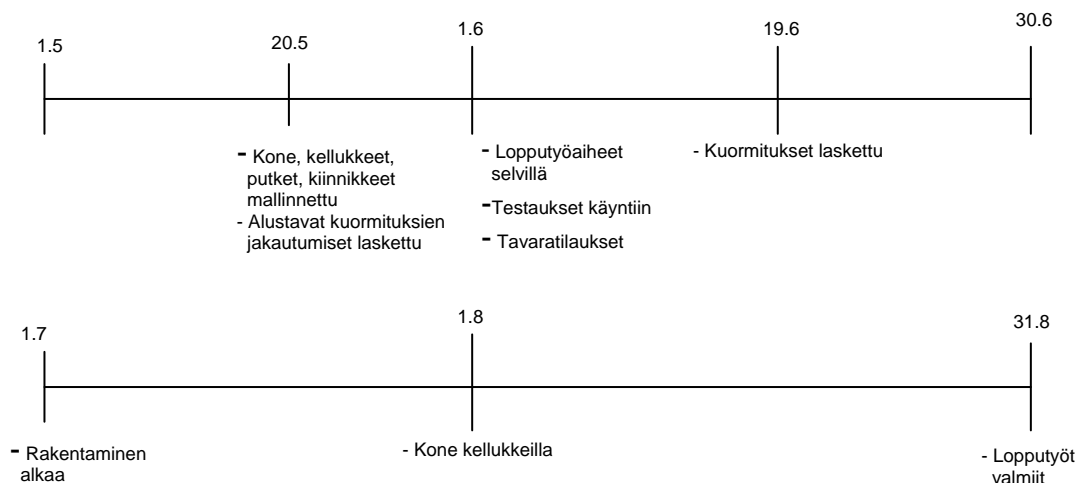 1.5
20.5
1.6
19.6
30.6
- Kone, kellukkeet,
putket, kiinnikkeet
mallinnettu
- Alustavat kuormituksien
jakautumiset laskettu
- Lopputyöaiheet
selvillä
-Testaukset käyntiin
- Tavaratilaukset
- Kuormitukset laskettu
1.7
1.8
31.8
- Rakentaminen
alkaa
- Kone kellukkeilla
- Lopputyöt
valmiit